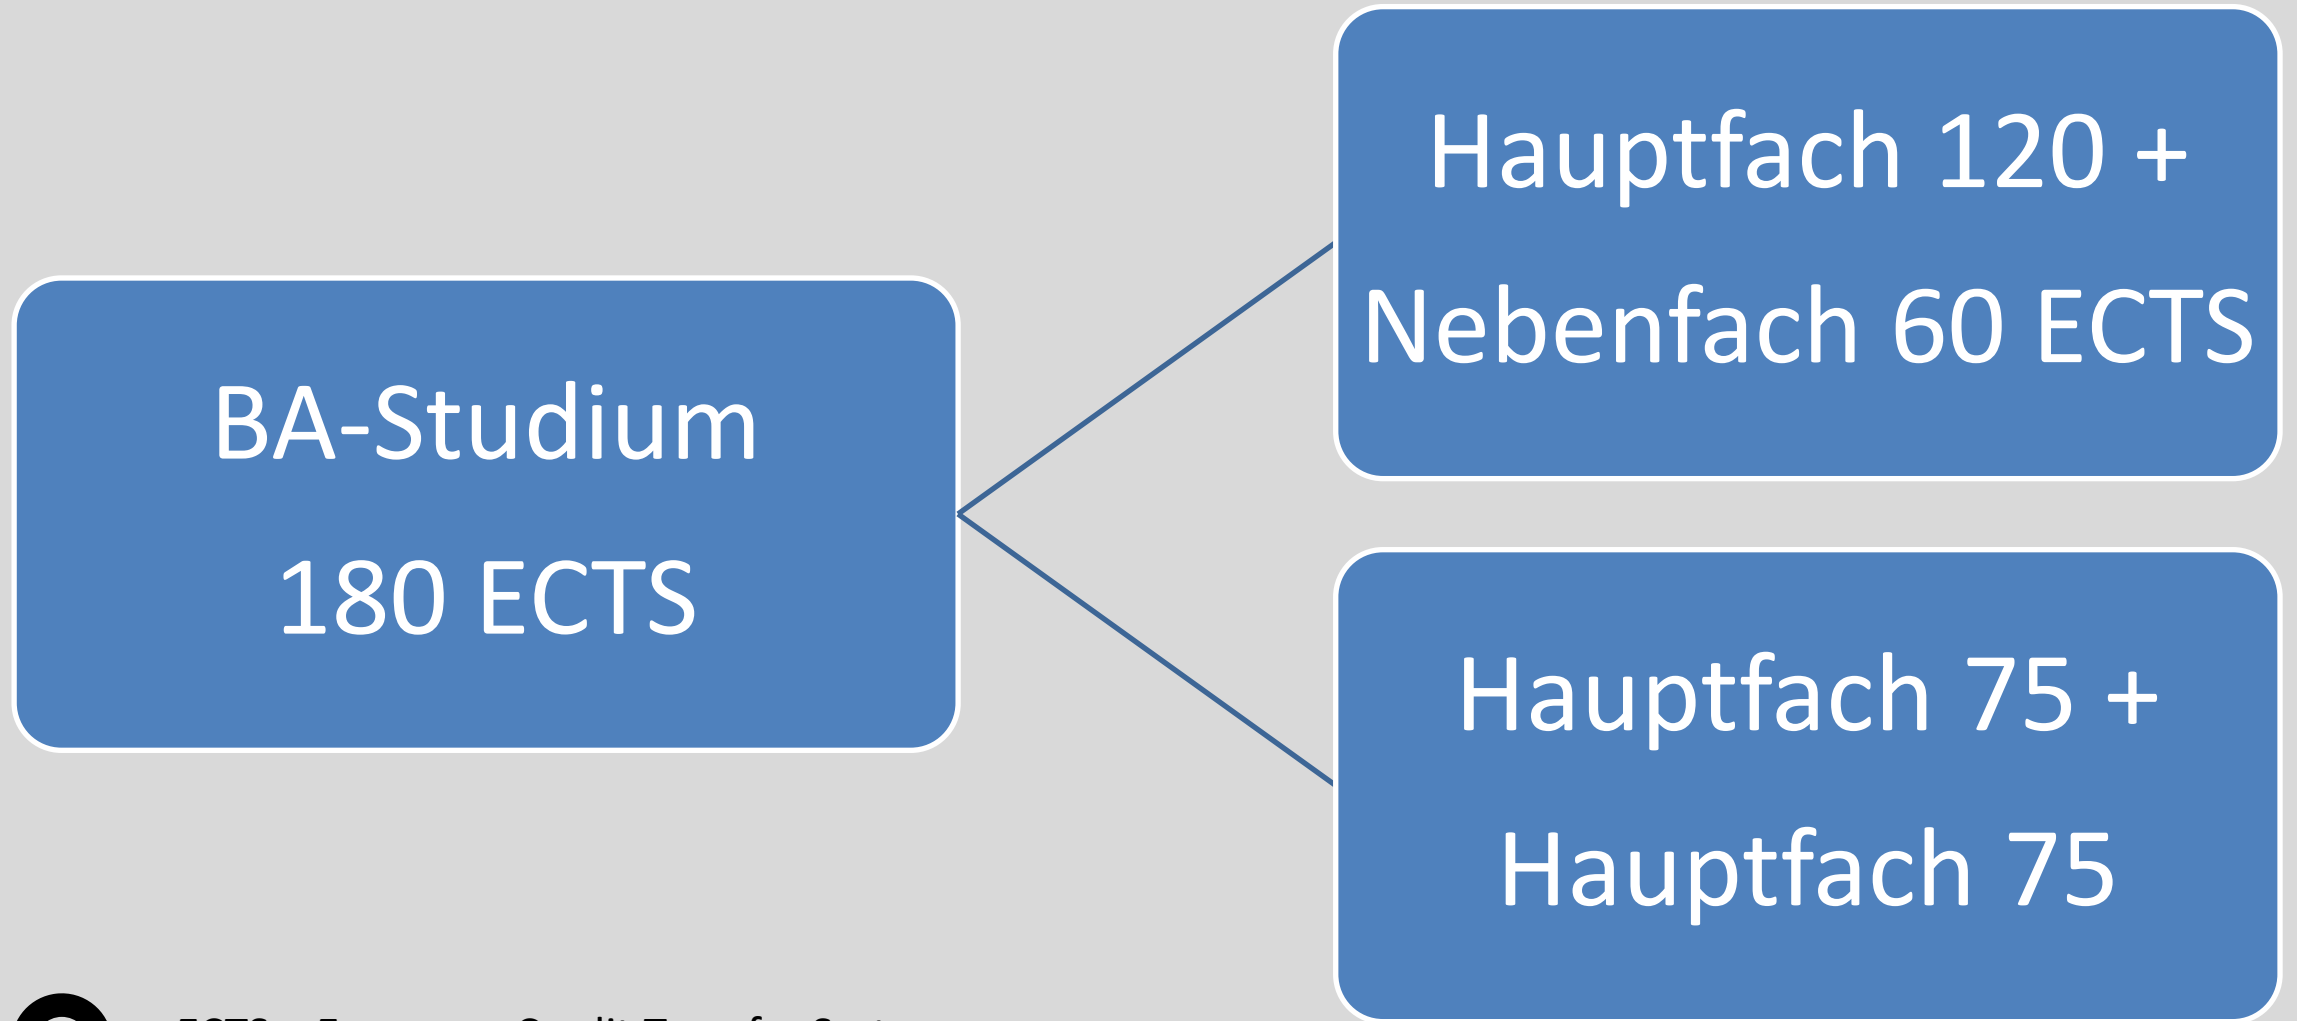 BA-Studium
180 ECTS
Hauptfach 120 +
Nebenfach 60 ECTS
Hauptfach 75 +
Hauptfach 75